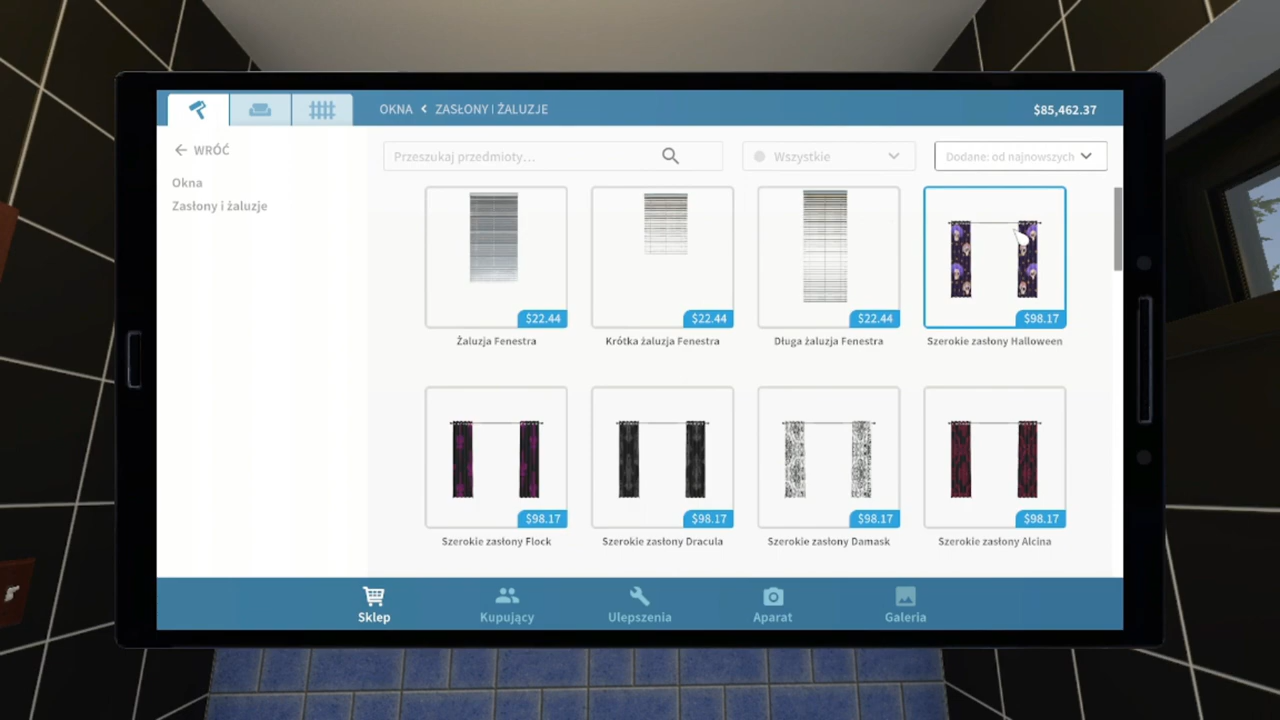 OKNA < ZASŁONY I ŻALUZJE
$85,462.37
WRÓĆ
Okna
Zasłony i żaluzje
Przeszukaj przedmioty...
Wszystkie
Dodane: od najnowszych
$22.44
$22.44
$22.44
$98.17
Żaluzja Fenestra
Krótka żaluzja Fenestra
Długa żaluzja Fenestra
Szerokie zasłony Halloween
$98.17
$98.17
$98.17
$98.17
Szerokie zasłony Flock
Szerokie zasłony Dracula
Szerokie zasłony Damask
Szerokie zasłony Alcina
Sklep
Kupujący
Ulepszenia
Aparat
Galeria